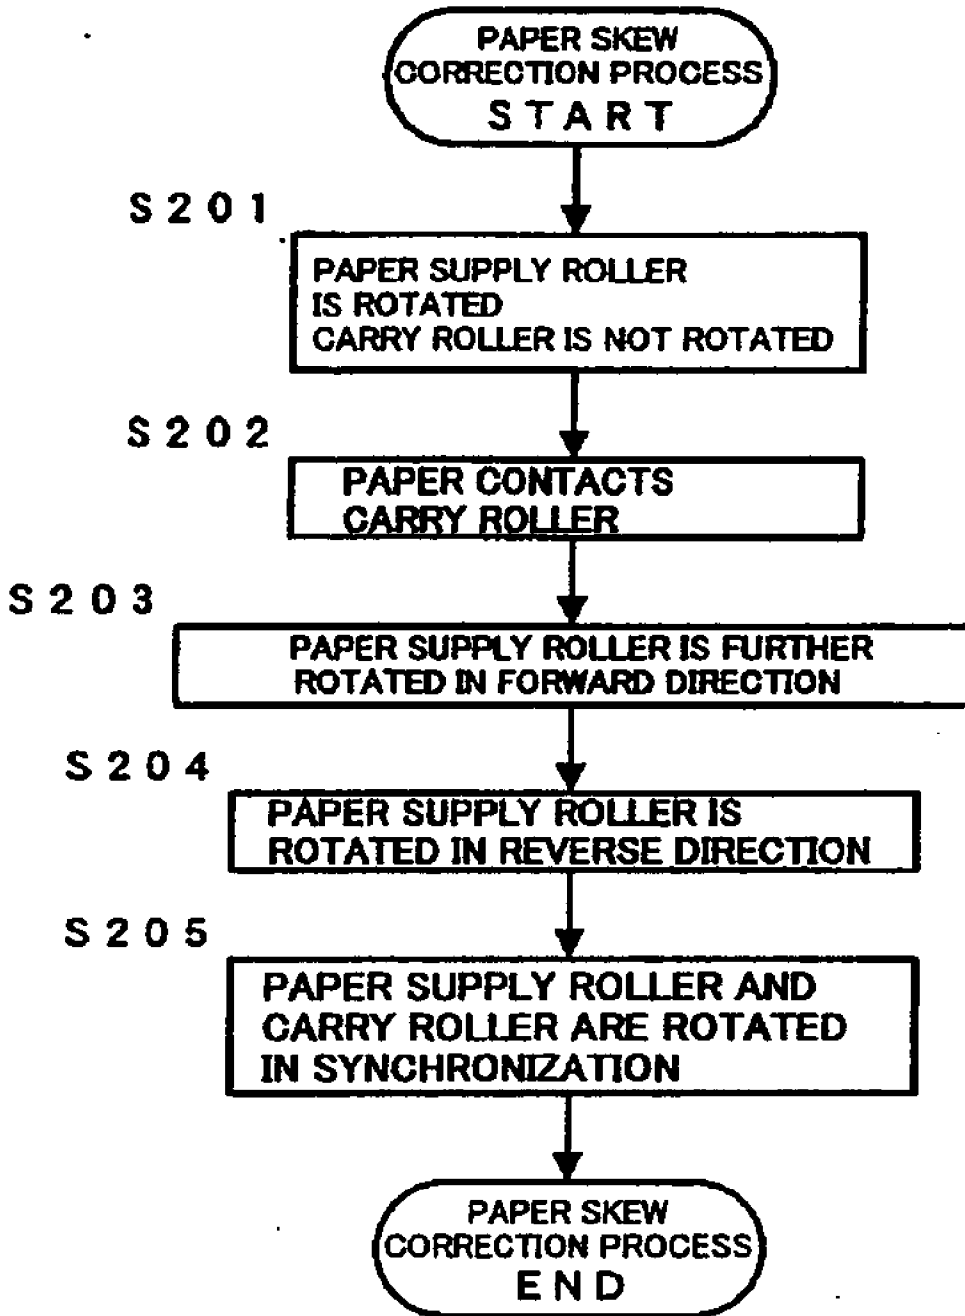 PAPER SKEW
CORRECTION PROCESS
START
S201
PAPER SUPPLY ROLLER
IS ROTATED
CARRY ROLLER IS NOT ROTATED
S202
PAPER CONTACTS
CARRY ROLLER
S203
PAPER SUPPLY ROLLER IS FURTHER
ROTATED IN FORWARD DIRECTION
S204
PAPER SUPPLY ROLLER IS
ROTATED IN REVERSE DIRECTION
S205
PAPER SUPPLY ROLLER AND
CARRY ROLLER ARE ROTATED
IN SYNCHRONIZATION
PAPER SKEW
CORRECTION PROCESS
END